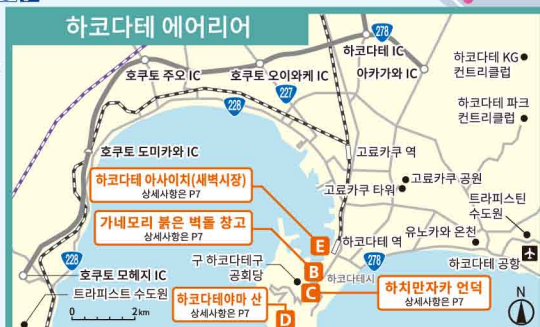 하코다테 에어리어
278
하코다테 IC
아카가와 IC
하코다테 KG
컨트리클럽
호쿠토 주오 IC
호쿠토 오이와케 IC
227
228
하코다테 파크
컨트리클럽
호쿠토 도미카와 IC
고료카쿠 역
하코다테 아사이치(새벽시장)
상세사항은 P7
고료카쿠 공원
고료카쿠 타워
트라피스틴
수도원
가네모리 붉은 벽돌 창고
상세사항은 P7
E
유노카와 온천
하코다테 역
228
278
하코다테 공항
호쿠토 모헤지 IC
구 하코다테구
공회당
B
하코다테시
트라피스트 수도원
하코다테야마 산
상세사항은 P7
C
하치만자카 언덕
상세사항은 P7
D
0
2km
N